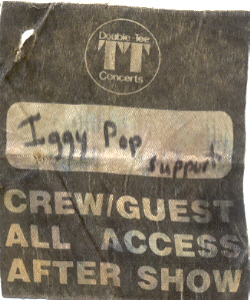 Double-Tee
TT
Concerts
Iggy Pop
support
CREW/GUEST
ALL ACCESS
AFTER SHOW